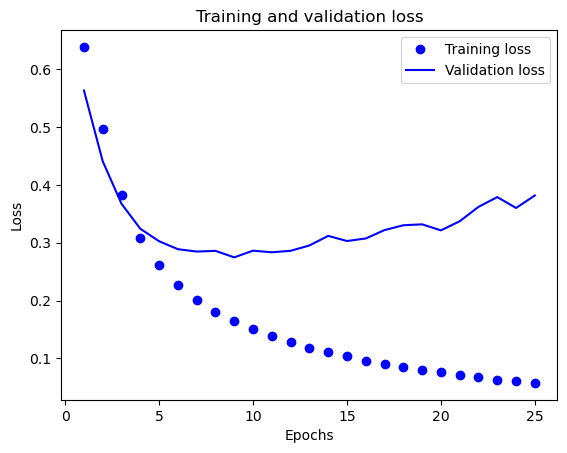 Training and validation loss
Training loss
Validation loss
0.6
0.5
0.4
0.3
0.2
0.1
Loss
0
5
10
15
20
25
Epochs